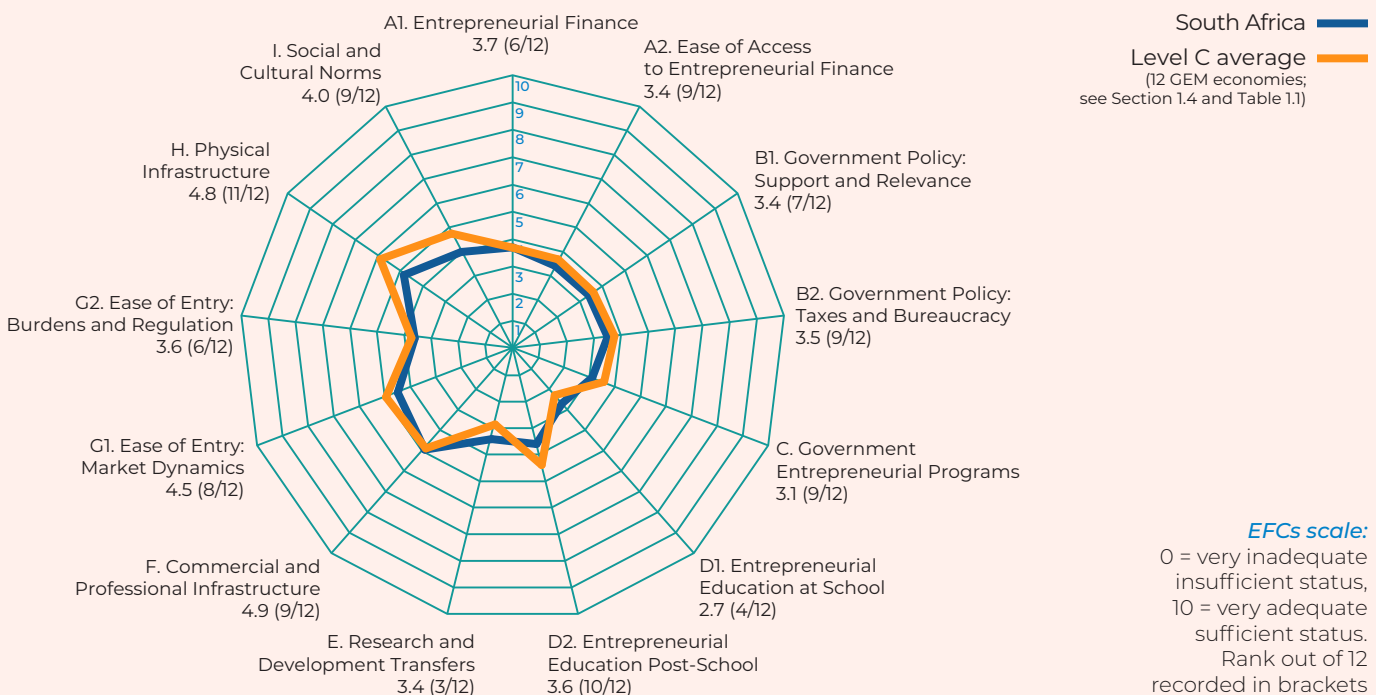 A1. Entrepreneurial Finance
3.7 (6/12)
A2. Ease of Access
to Entrepreneurial Finance
3.4 (9/12)
B1. Government Policy:
Support and Relevance
3.4 (7/12)
B2. Government Policy:
Taxes and Bureaucracy
3.5 (9/12)
C. Government
Entrepreneurial Programs
3.1 (9/12)
D1. Entrepreneurial
Education at School
2.7 (4/12)
D2. Entrepreneurial
Education Post-School
3.6 (10/12)
E. Research and
Development Transfers
3.4 (3/12)
F. Commercial and
Professional Infrastructure
4.9 (9/12)
G1. Ease of Entry:
Market Dynamics
4.5 (8/12)
G2. Ease of Entry:
Burdens and Regulation
3.6 (6/12)
H. Physical
Infrastructure
4.8 (11/12)
I. Social and
Cultural Norms
4.0 (9/12)
10
9
8
7
6
5
3
2
1
South Africa
Level C average
(12 GEM economies;
see Section 1.4 and Table 1.1)
EFCs scale:
0 = very inadequate
insufficient status,
10 = very adequate
sufficient status.
Rank out of 12
recorded in brackets